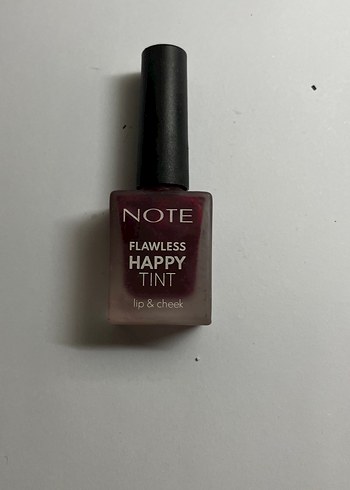 NOTE
FLAWLESS
HAPPY
TINT
lip & cheek